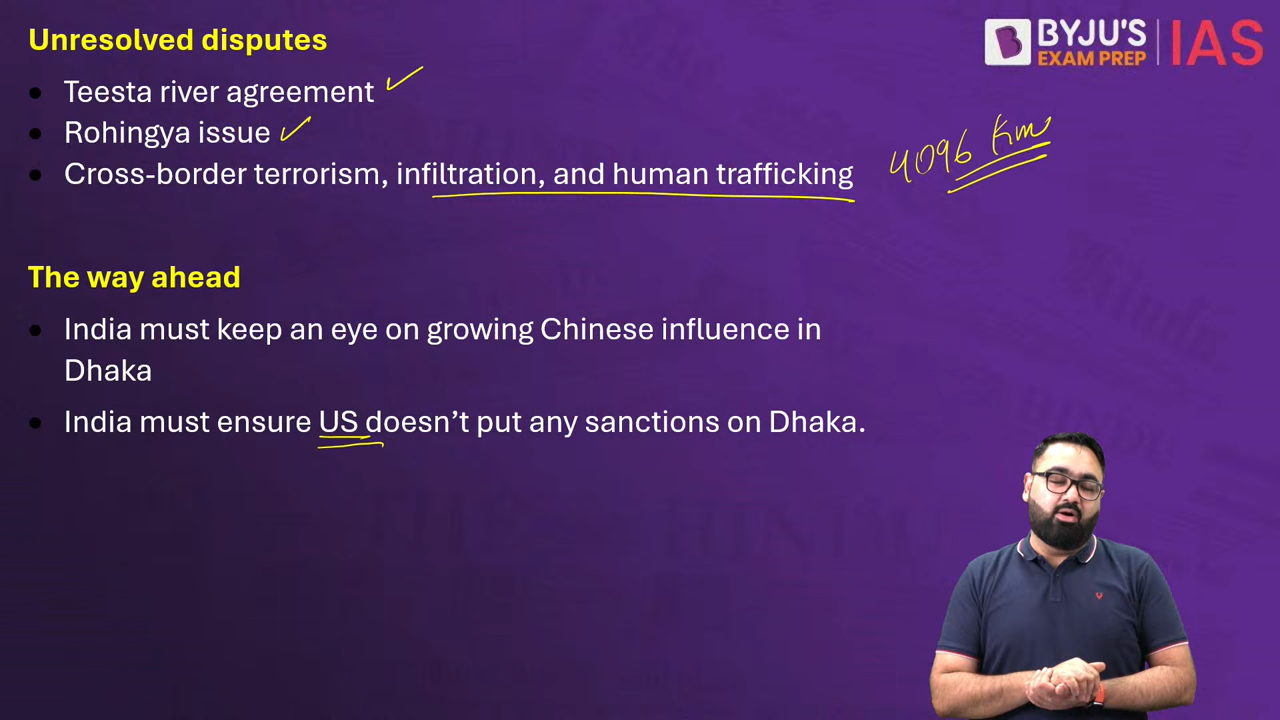 Unresolved disputes
BYJU'S
EXAM PREP
IAS
• Teesta river agreement
• Rohingya issue
• Cross-border terrorism, infiltration, and human trafficking
4096 Km
The way ahead
• India must keep an eye on growing Chinese influence in
Dhaka
• India must ensure US doesn’t put any sanctions on Dhaka.